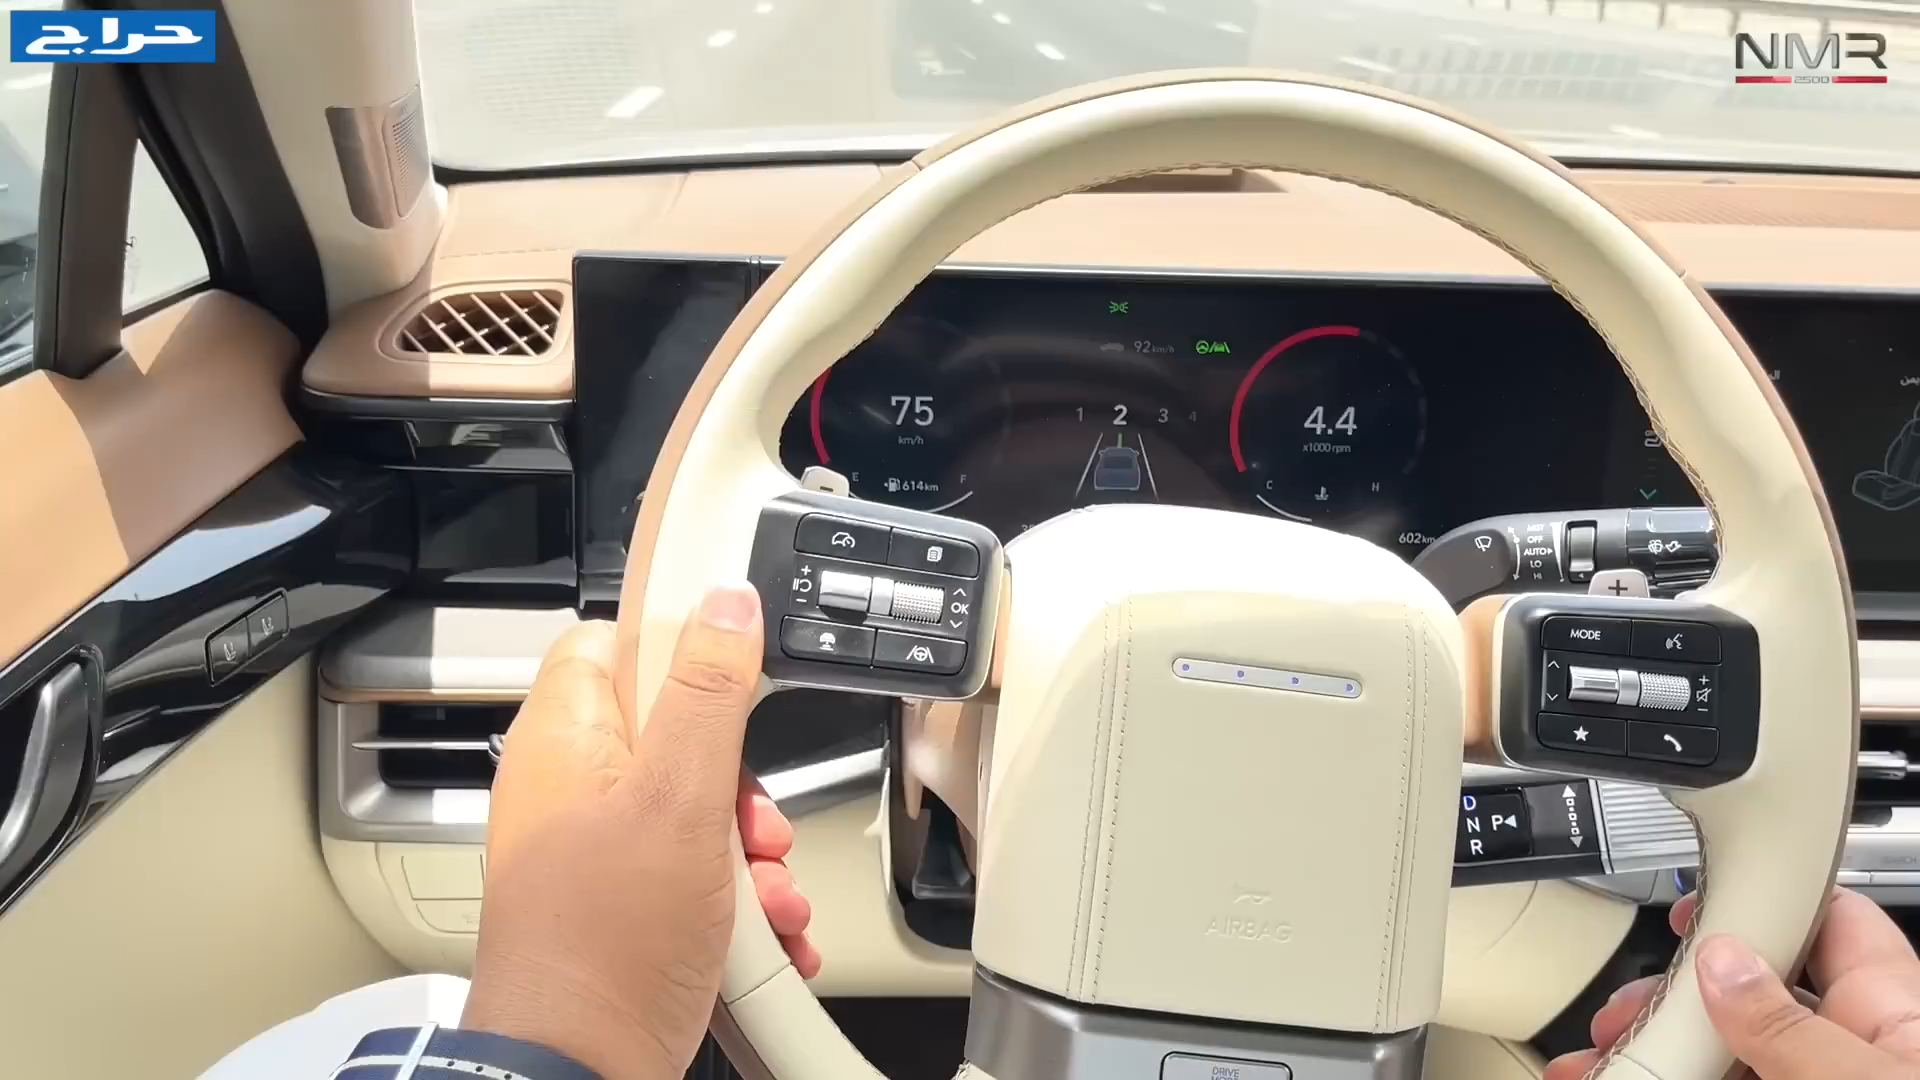 حراج
NMR
2500
92 km/h
75
km/h
1 2 3 4
4.4
x1000 rpm
E F
614km
C H
602km
OK
MIST
OFF
AUTO
LO
HI
MODE
D
N P
R
AIRBAG
DRIVE
MODE